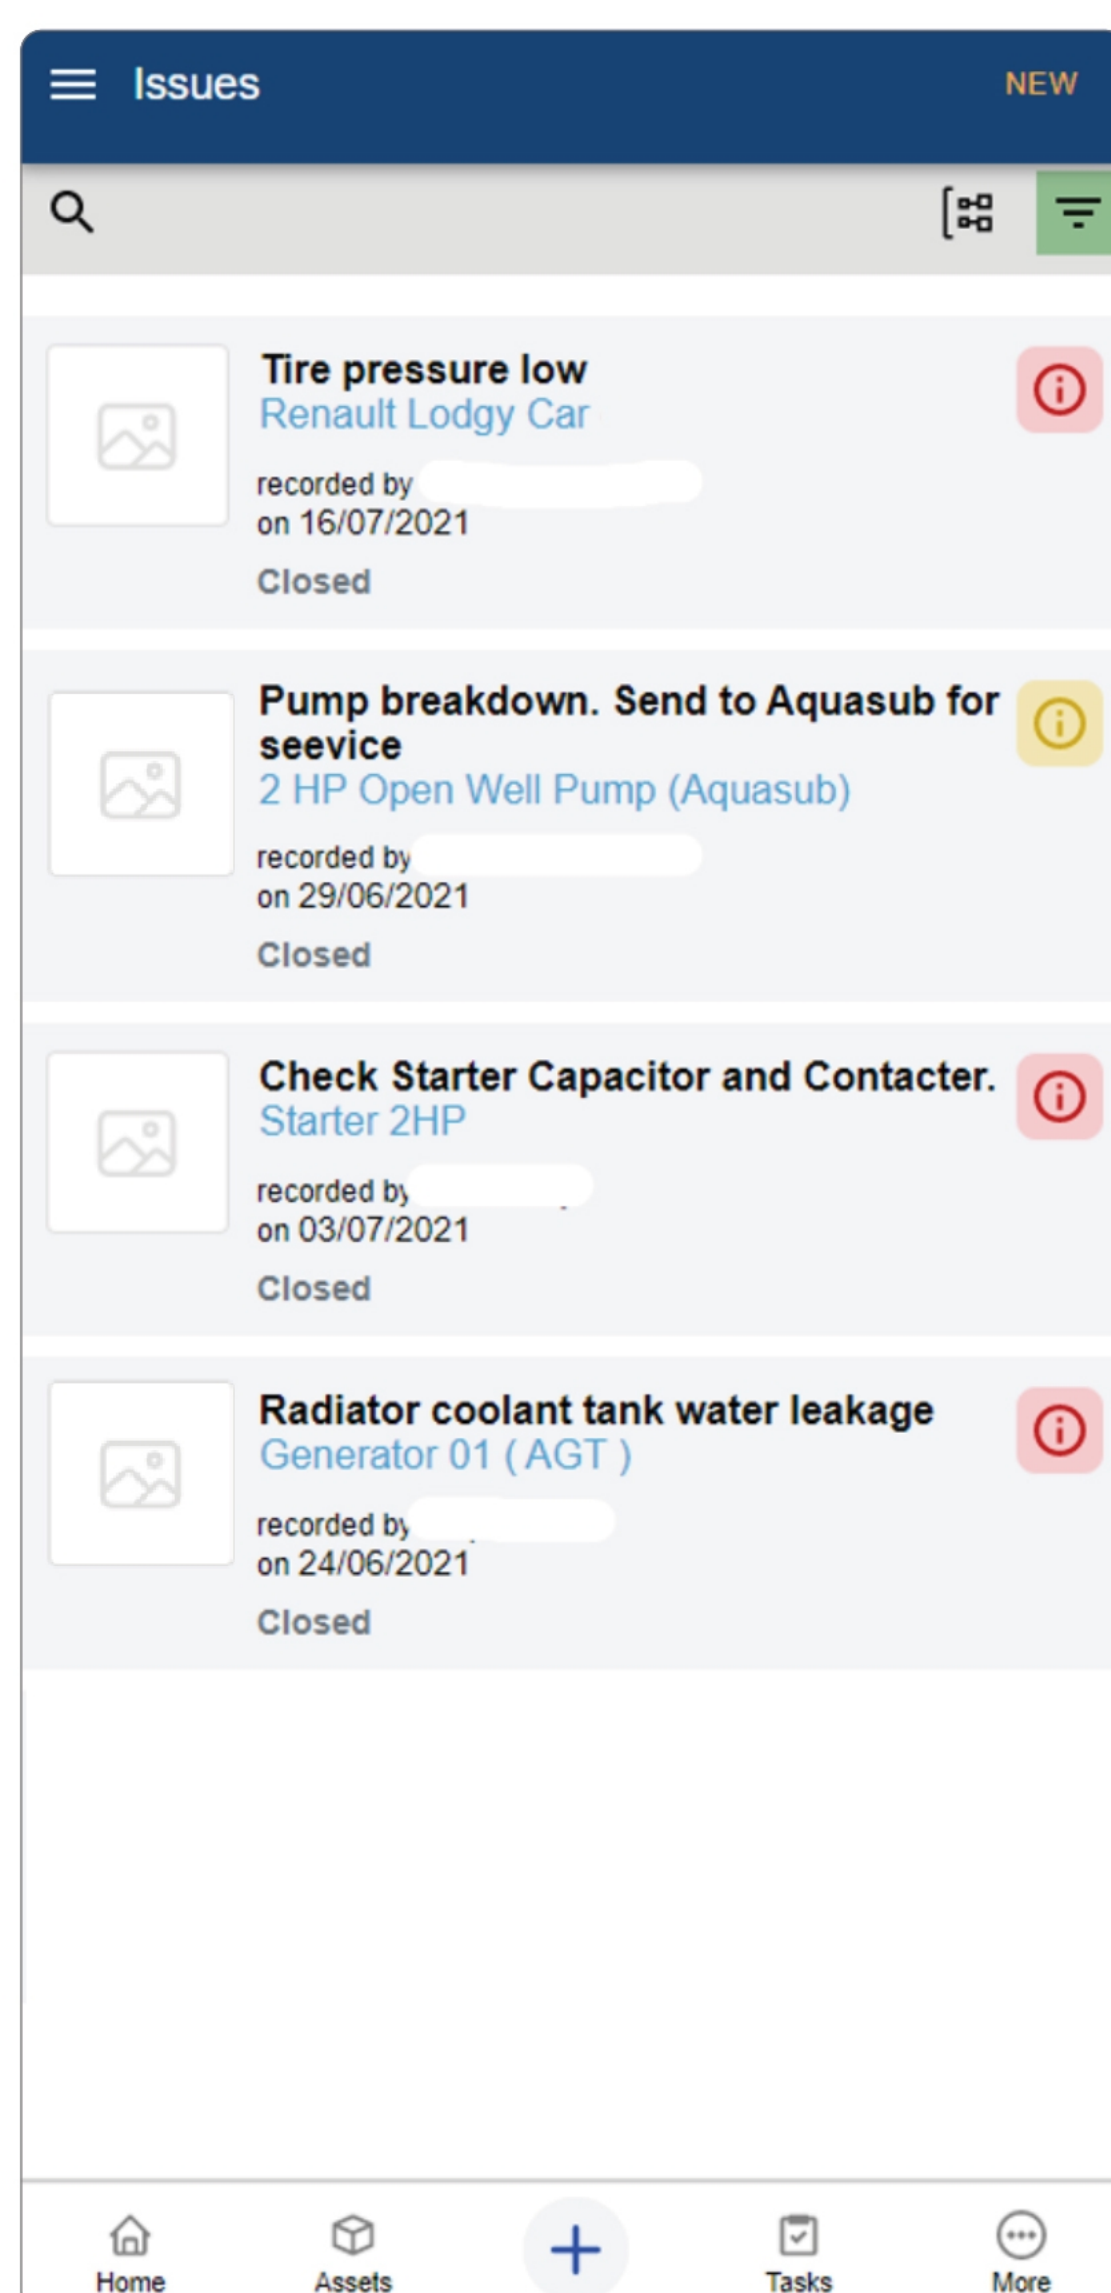 Issues
NEW
Tire pressure low
Renault Lodgy Car
recorded by
on 16/07/2021
Closed
Pump breakdown. Send to Aquasub for
seevice
2 HP Open Well Pump (Aquasub)
recorded by
on 29/06/2021
Closed
Check Starter Capacitor and Contacter.
Starter 2HP
recorded by
on 03/07/2021
Closed
Radiator coolant tank water leakage
Generator 01 ( AGT )
recorded by
on 24/06/2021
Closed
Home
Assets
Tasks
More